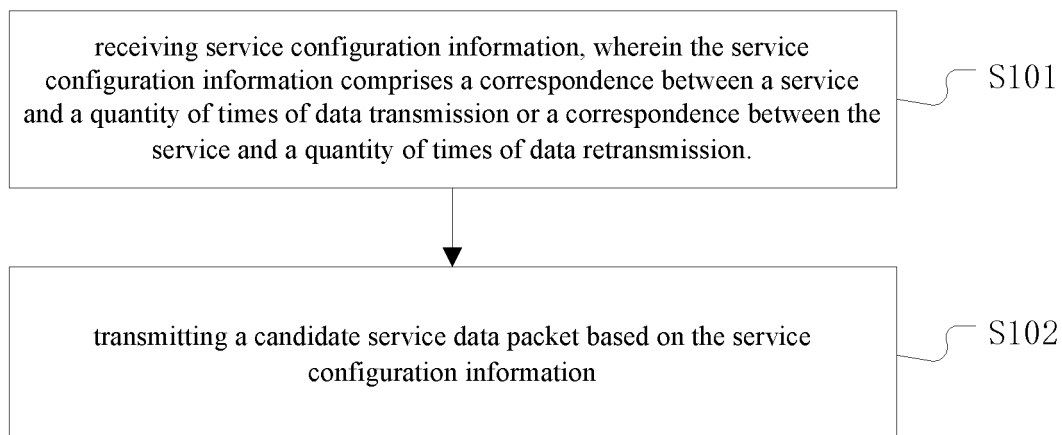 receiving service configuration information, wherein the service
configuration information comprises a correspondence between a service
and a quantity of times of data transmission or a correspondence between the
service and a quantity of times of data retransmission.
S101
transmitting a candidate service data packet based on the service
configuration information
S102